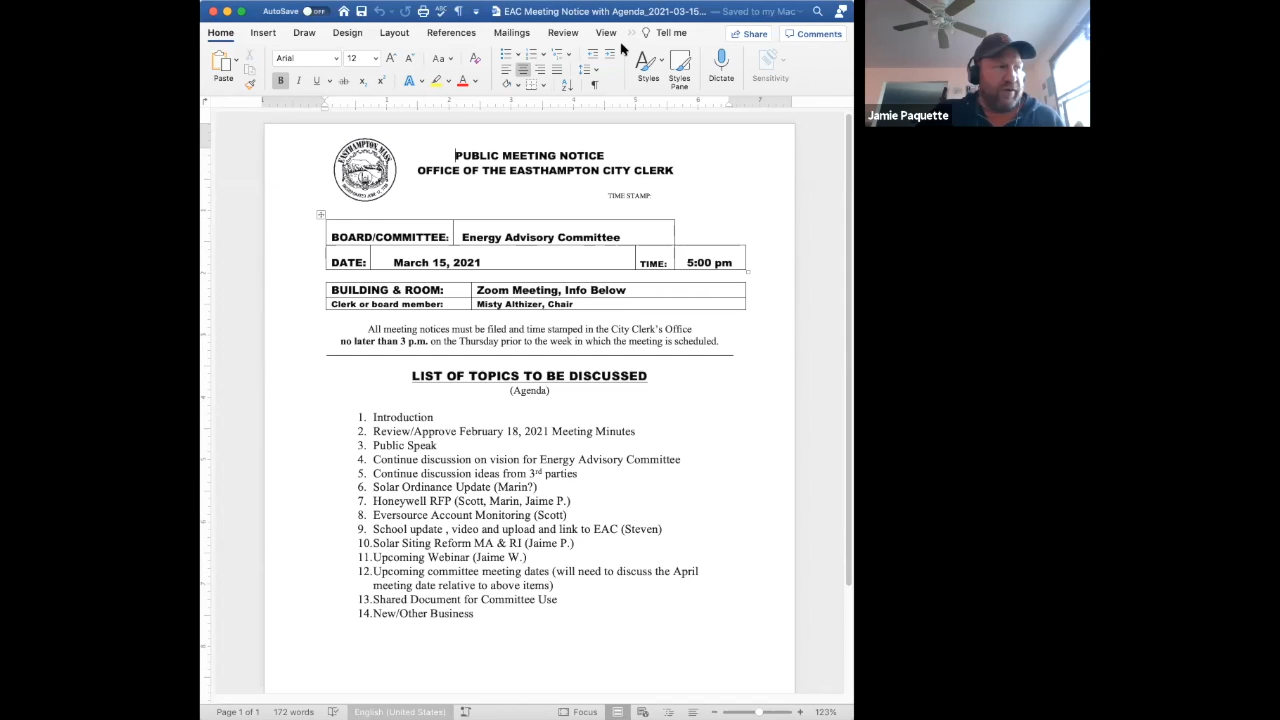 AutoSave OFF EAC Meeting Notice with Agenda_2021-03-15... — Saved to my Mac
Home Insert Draw Design Layout References Mailings Review View Tell me Share Comments
Paste Arial 12 Styles Styles Pane Dictate Sensitivity
Jamie Paquette
PUBLIC MEETING NOTICE
OFFICE OF THE EASTHAMPTON CITY CLERK
TIME STAMP:
BOARD/COMMITTEE: Energy Advisory Committee
DATE: March 15, 2021 TIME: 5:00 pm
BUILDING & ROOM: Zoom Meeting, Info Below
Clerk or board member: Misty Althizer, Chair
All meeting notices must be filed and time stamped in the City Clerk's Office
no later than 3 p.m. on the Thursday prior to the week in which the meeting is scheduled.
LIST OF TOPICS TO BE DISCUSSED
(Agenda)
1. Introduction
2. Review/Approve February 18, 2021 Meeting Minutes
3. Public Speak
4. Continue discussion on vision for Energy Advisory Committee
5. Continue discussion ideas from 3rd parties
6. Solar Ordinance Update (Marin?)
7. Honeywell RFP (Scott, Marin, Jaime P.)
8. Eversource Account Monitoring (Scott)
9. School update , video and upload and link to EAC (Steven)
10.Solar Siting Reform MA & RI (Jaime P.)
11.Upcoming Webinar (Jaime W.)
12.Upcoming committee meeting dates (will need to discuss the April
meeting date relative to above items)
13.Shared Document for Committee Use
14.New/Other Business
Page 1 of 1 172 words English (United States) Focus 123%